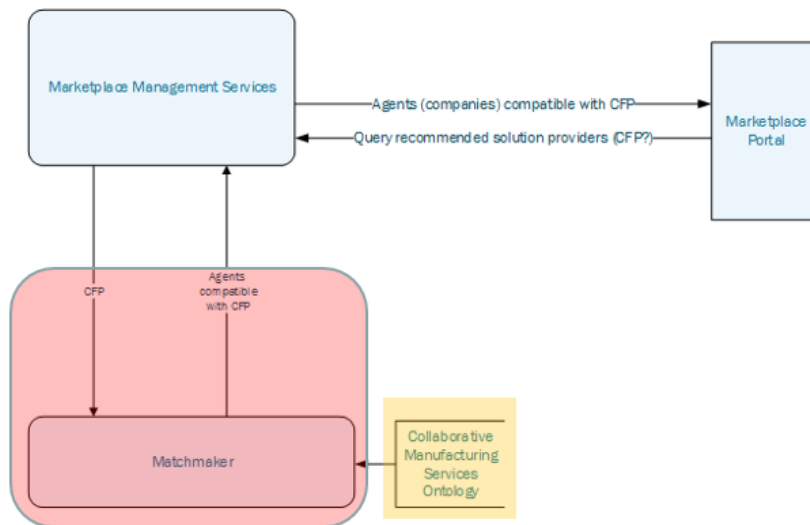 Marketplace Management Services
Agents (companies) compatible with CFP
Query recommended solution providers (CFP?)
Marketplace
Portal
CFP
Agents
compatible
with CFP
Matchmaker
Collaborative
Manufacturing
Services
Ontology